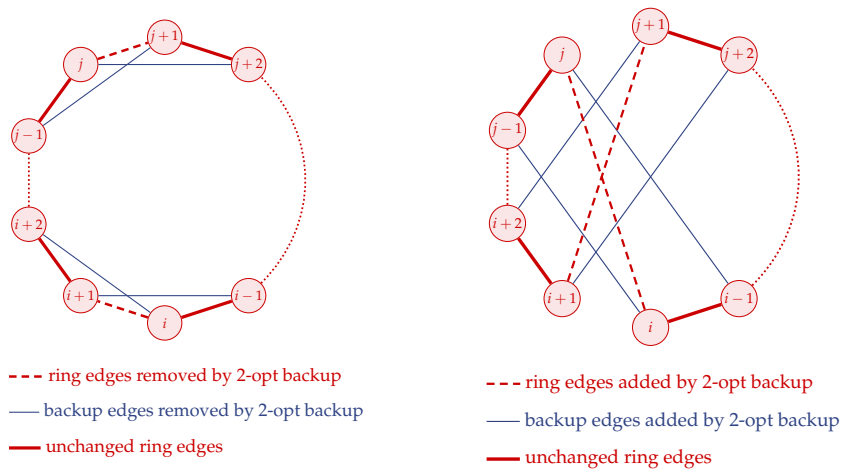 j + 1
j
j + 2
j − 1
i + 2
i + 1
i − 1
i
ring edges removed by 2-opt backup
backup edges removed by 2-opt backup
unchanged ring edges
j + 1
j
j + 2
j − 1
i + 2
i + 1
i − 1
i
ring edges added by 2-opt backup
backup edges added by 2-opt backup
unchanged ring edges